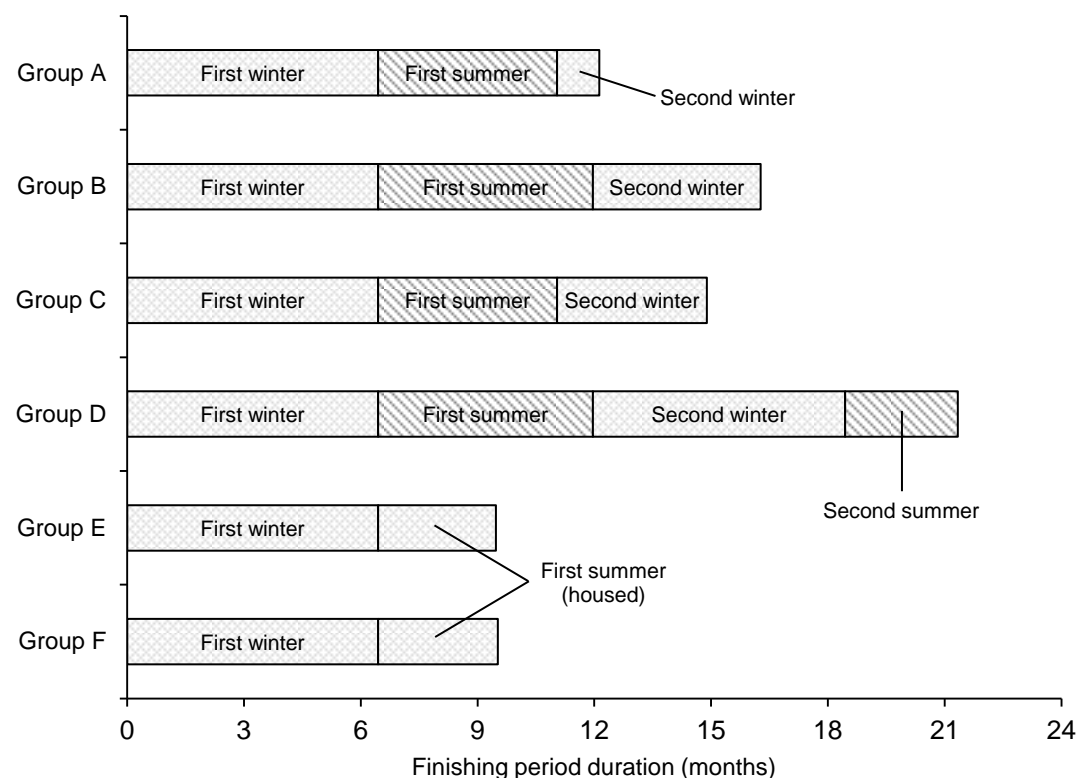 Group A
First winter
First summer
Second winter
Group B
First winter
First summer
Second winter
Group C
First winter
First summer
Second winter
Group D
First winter
First summer
Second winter
Second summer
Group E
First winter
First summer
(housed)
Group F
First winter
0 3 6 9 12 15 18 21 24
Finishing period duration (months)